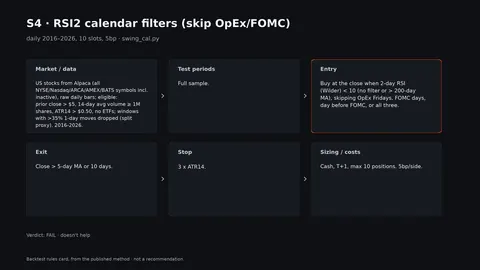 S4 · RSI2 calendar filters (skip OpEx/FOMC)
daily 2016–2026, 10 slots, 5bp · swing_cal.py
Market / data
US stocks from Alpaca (all
NYSE/Nasdaq/ARCA/AMEX/BATS symbols incl.
inactive), raw daily bars; eligible:
prior close > $5, 14-day avg volume ≥ 1M
shares, ATR14 > $0.50, no ETFs; windows
with >35% 1-day moves dropped (split
proxy), 2016-2026.
Test periods
Full sample.
Entry
Buy at the close when 2-day RSI
(Wilder) < 10 (no filter or > 200-day
MA); skipping OpEx Fridays, FOMC days,
day before FOMC, or all three.
Exit
Close > 5-day MA or 10 days.
Stop
3 x ATR14.
Sizing / costs
Cash, T+1, max 10 positions. 5bp/side.
Verdict: FAIL · doesn't help
Backtest rules card, from the published method · not a recommendation.